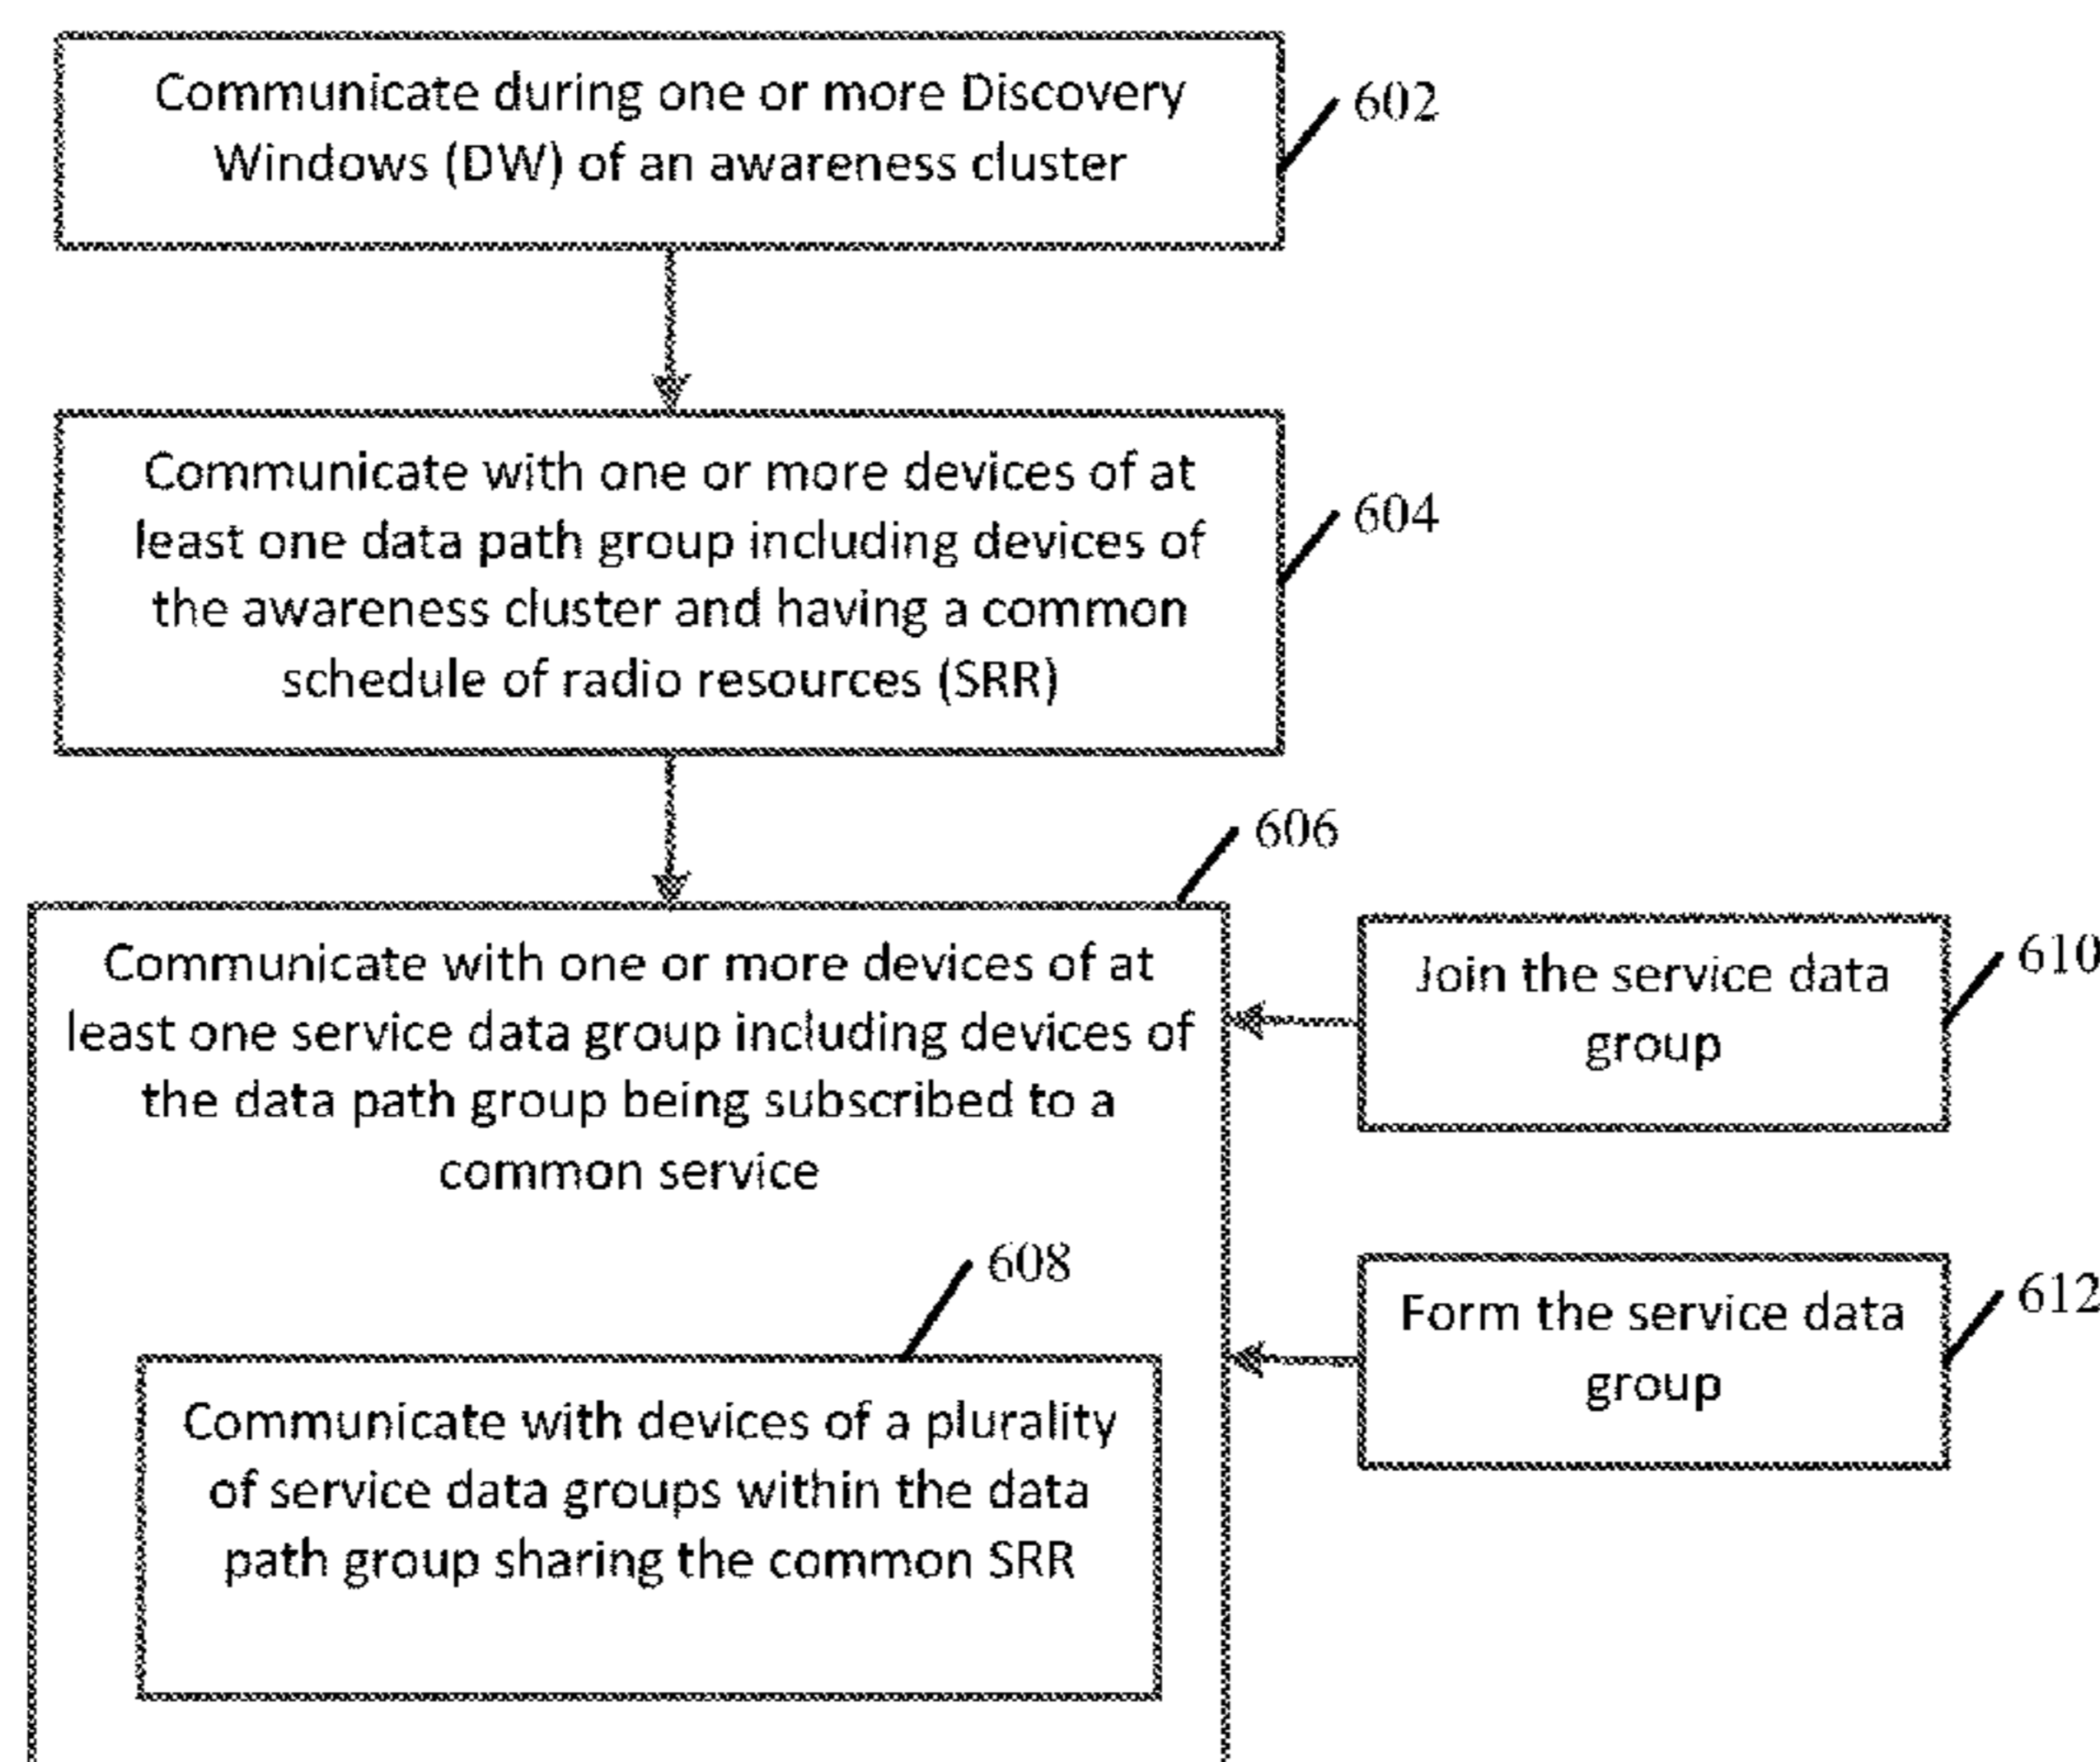 Communicate during one or more Discovery
Windows (DW) of an awareness cluster
602
Communicate with one or more devices of at
least one data path group including devices of
the awareness cluster and having a common
schedule of radio resources (SRR)
604
606
Communicate with one or more devices of at
least one service data group including devices of
the data path group being subscribed to a
common service
Join the service data
group
610
608
Communicate with devices of a plurality
of service data groups within the data
path group sharing the common SRR
Form the service data
group
612